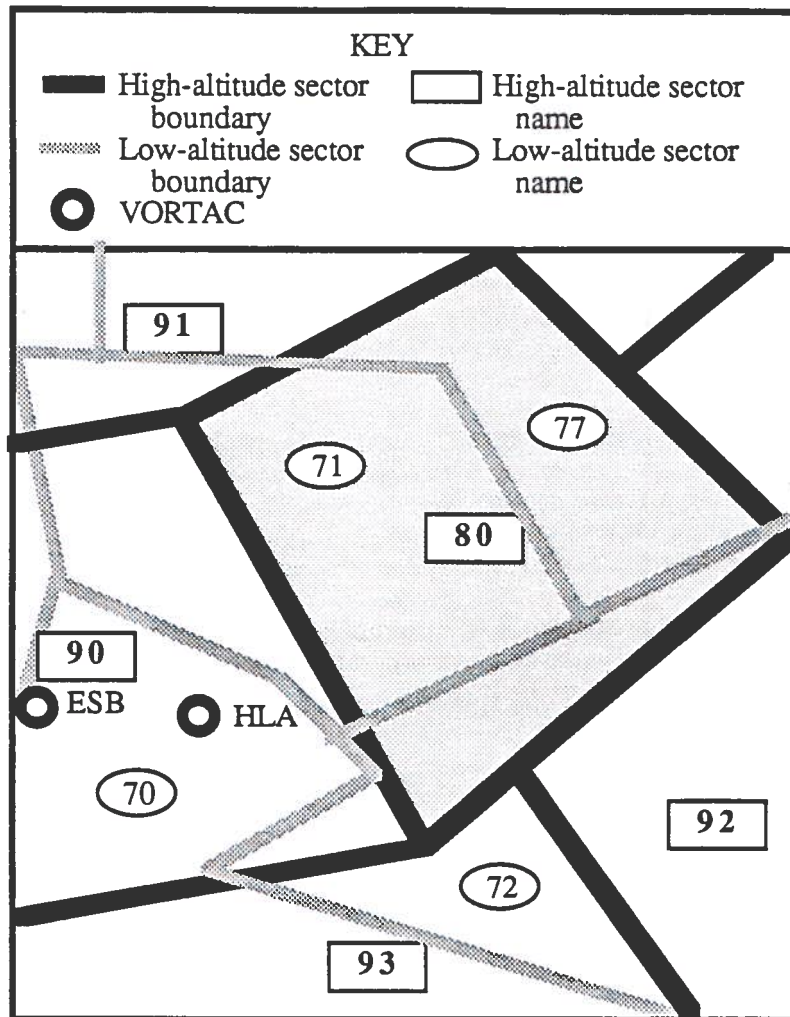 KEY
High-altitude sector boundary
High-altitude sector name
Low-altitude sector boundary
Low-altitude sector name
VORTAC
91
77
71
80
90
ESB
HLA
70
92
72
93